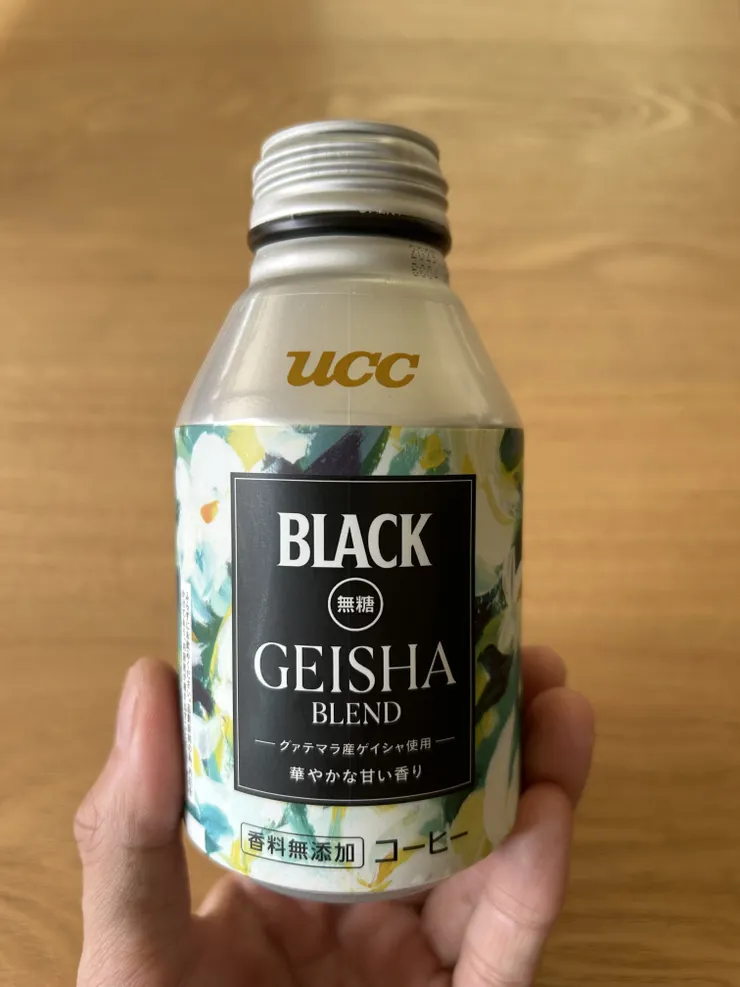 ucc
BLACK
無糖
GEISHA
BLEND
グァテマラ産ゲイシャ使用
華やかな甘い香り
香料無添加 コーヒー